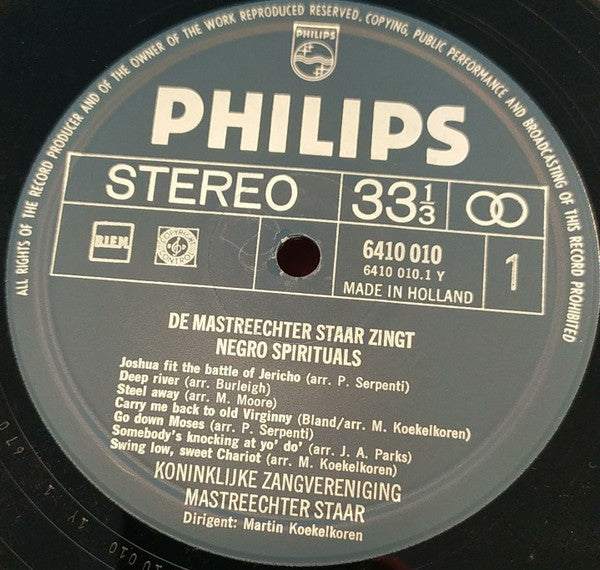 ALL RIGHTS OF THE RECORD PRODUCER AND OF THE OWNER OF THE WORK REPRODUCED RESERVED. COPYING, PUBLIC PERFORMANCE AND BROADCASTING OF THIS RECORD PROHIBITED
PHILIPS
PHILIPS
STEREO 33 1/3
B.I.E.M. COPYRIGHT CONTROL 6410 010 1
6410 010.1 Y
MADE IN HOLLAND
DE MASTREECHTER STAAR ZINGT
NEGRO SPIRITUALS
Joshua fit the battle of Jericho (arr. P. Serpenti)
Deep river (arr. Burleigh)
Steel away (arr. M. Moore)
Carry me back to old Virginny (Bland/arr. M. Koekelkoren)
Go down Moses (arr. P. Serpenti)
Somebody's knocking at yo' do' (arr. J. A. Parks)
Swing low, sweet Chariot (arr. M. Koekelkoren)
KONINKLIJKE ZANGVERENIGING
MASTREECHTER STAAR
Dirigent: Martin Koekelkoren